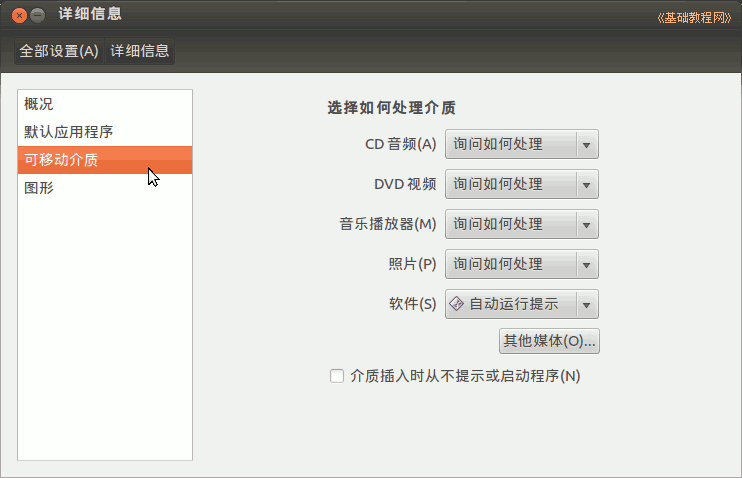 详细信息
《基础教程网》
全部设置(A) 详细信息
概况
默认应用程序
可移动介质
图形
选择如何处理介质
CD 音频(A) 询问如何处理
DVD 视频 询问如何处理
音乐播放器(M) 询问如何处理
照片(P) 询问如何处理
软件(S) 自动运行提示
其他媒体(O)...
介质插入时从不提示或启动程序(N)